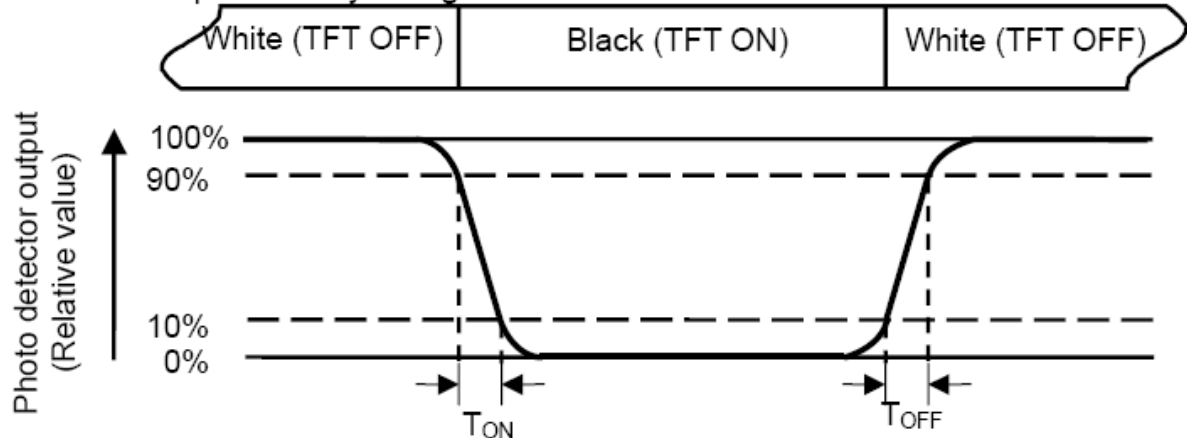 White (TFT OFF) Black (TFT ON) White (TFT OFF)
Photo detector output
(Relative value)
100%
90%
10%
0%
TON
TOFF